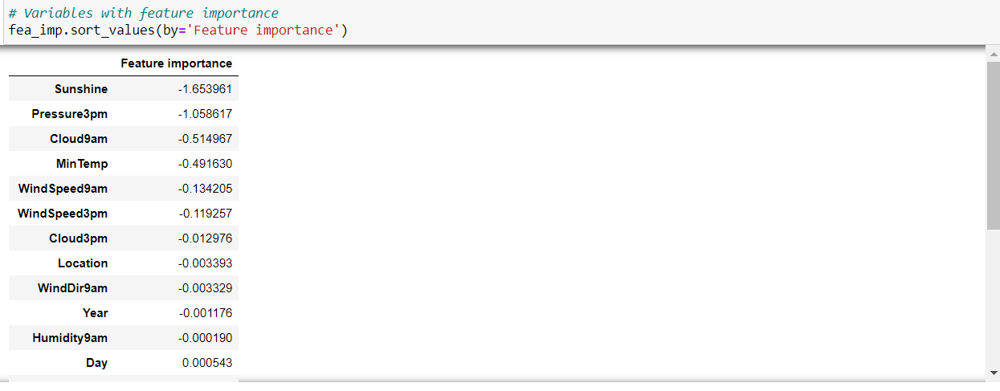 # Variables with feature importance
fea_imp.sort_values(by='Feature importance')
Feature importance
Sunshine -1.653961
Pressure3pm -1.058617
Cloud9am -0.514967
MinTemp -0.491630
WindSpeed9am -0.134205
WindSpeed3pm -0.119257
Cloud3pm -0.012976
Location -0.003393
WindDir9am -0.003329
Year -0.001176
Humidity9am -0.000190
Day 0.000543